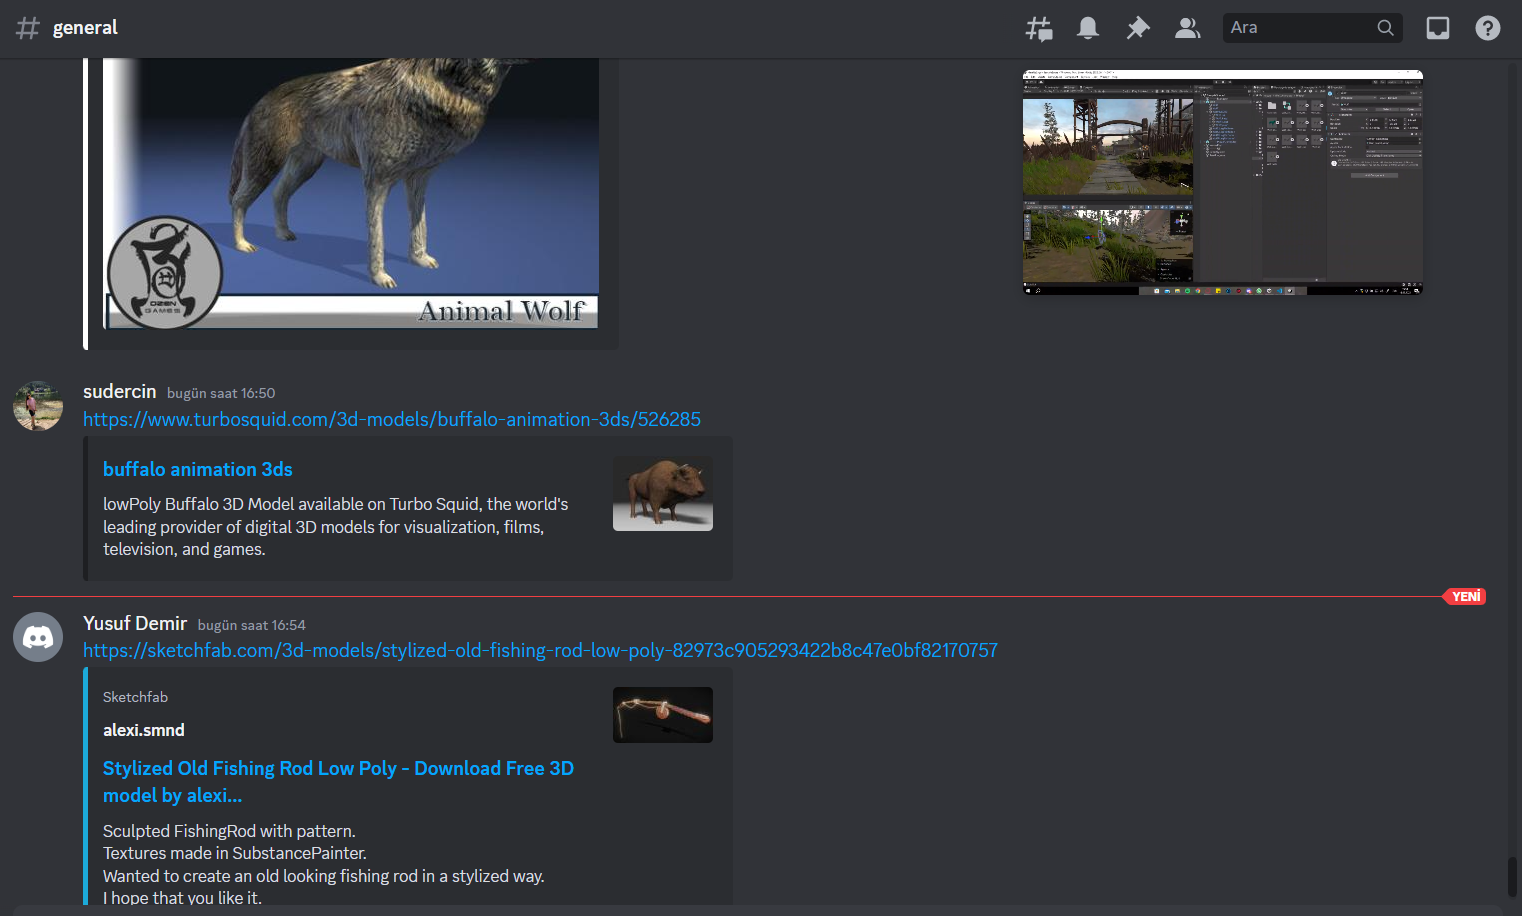 general
Ara
OZEN
GAMES
Animal Wolf
sudercin bugün saat 16:50
https://www.turbosquid.com/3d-models/buffalo-animation-3ds/526285
buffalo animation 3ds
lowPoly Buffalo 3D Model available on Turbo Squid, the world's
leading provider of digital 3D models for visualization, films,
television, and games.
YENİ
Yusuf Demir bugün saat 16:54
https://sketchfab.com/3d-models/stylized-old-fishing-rod-low-poly-82973c905293422b8c47e0bf82170757
Sketchfab
alexi.smnd
Stylized Old Fishing Rod Low Poly - Download Free 3D
model by alexi...
Sculpted FishingRod with pattern.
Textures made in SubstancePainter.
Wanted to create an old looking fishing rod in a stylized way.
I hope that you like it.